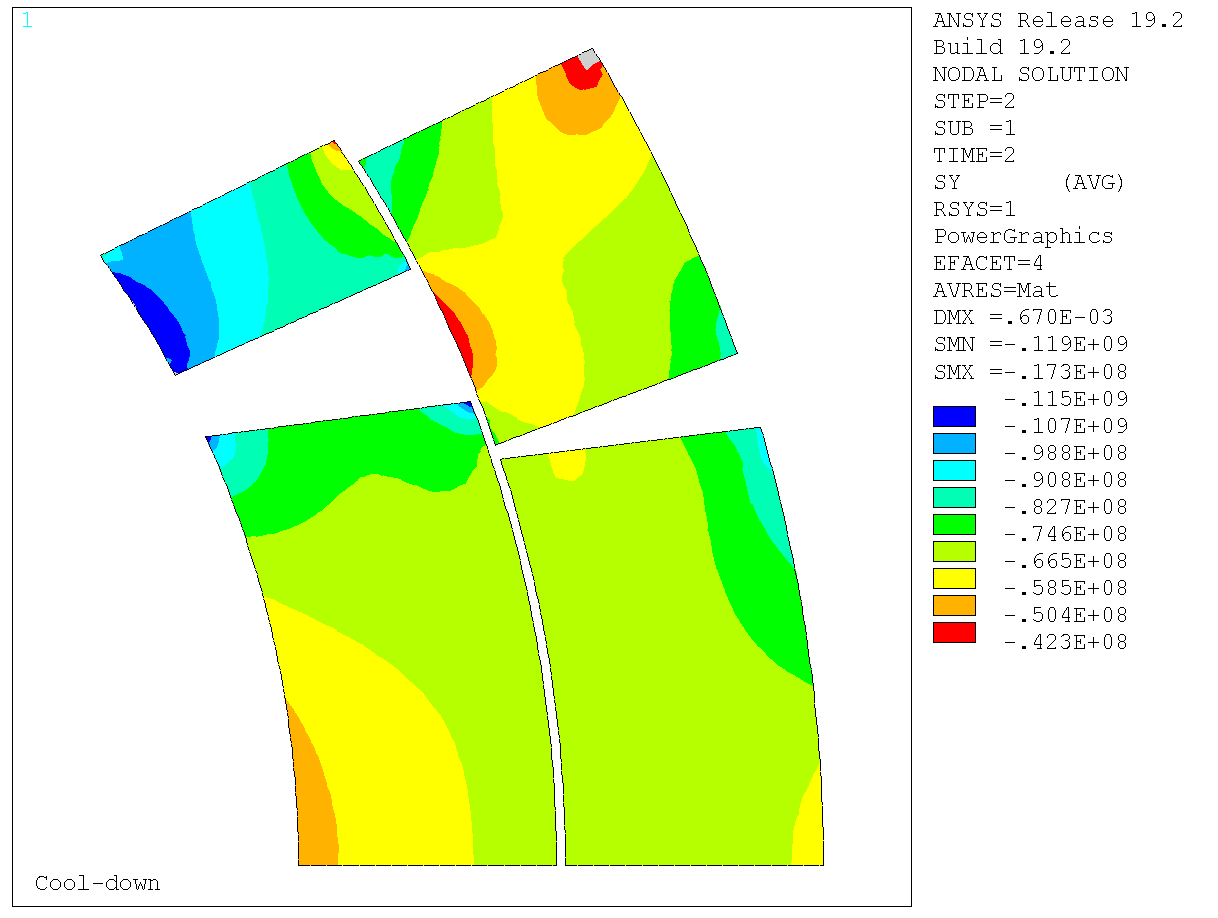 1
ANSYS Release 19.2
Build 19.2
NODAL SOLUTION
STEP=2
SUB =1
TIME=2
SY (AVG)
RSYS=1
PowerGraphics
EFACET=4
AVRES=Mat
DMX =.670E-03
SMN =-.119E+09
SMX =-.173E+08
-.115E+09
-.107E+09
-.988E+08
-.908E+08
-.827E+08
-.746E+08
-.665E+08
-.585E+08
-.504E+08
-.423E+08
Cool-down